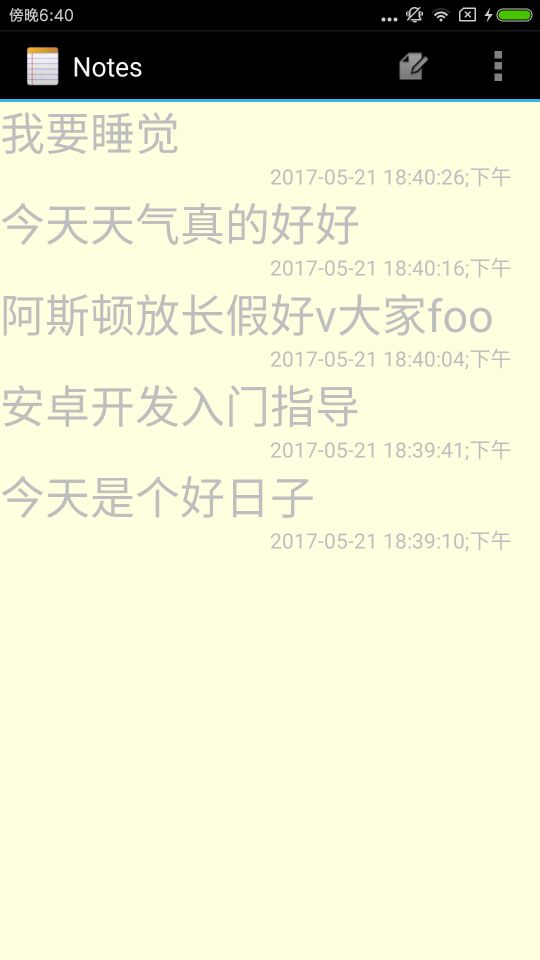 傍晚6:40
Notes
我要睡觉
2017-05-21 18:40:26;下午
今天天气真的好好
2017-05-21 18:40:16;下午
阿斯顿放长假好v大家foo
2017-05-21 18:40:04;下午
安卓开发入门指导
2017-05-21 18:39:41;下午
今天是个好日子
2017-05-21 18:39:10;下午